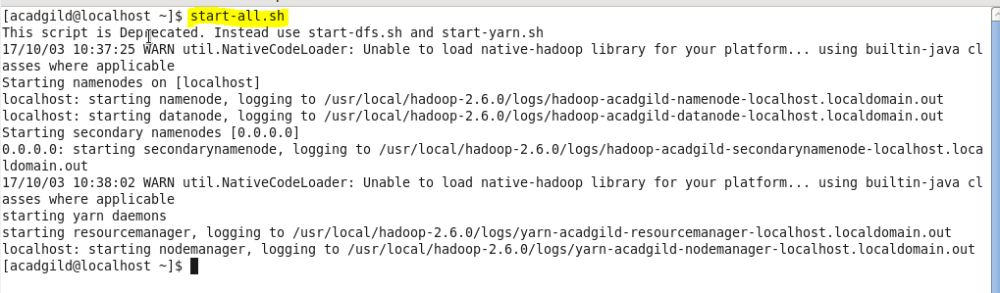 [acadgild@localhost ~]$ start-all.sh
This script is Deprecated. Instead use start-dfs.sh and start-yarn.sh
17/10/03 10:37:25 WARN util.NativeCodeLoader: Unable to load native-hadoop library for your platform... using builtin-java cl
asses where applicable
Starting namenodes on [localhost]
localhost: starting namenode, logging to /usr/local/hadoop-2.6.0/logs/hadoop-acadgild-namenode-localhost.localdomain.out
localhost: starting datanode, logging to /usr/local/hadoop-2.6.0/logs/hadoop-acadgild-datanode-localhost.localdomain.out
Starting secondary namenodes [0.0.0.0]
0.0.0.0: starting secondarynamenode, logging to /usr/local/hadoop-2.6.0/logs/hadoop-acadgild-secondarynamenode-localhost.loca
ldomain.out
17/10/03 10:38:02 WARN util.NativeCodeLoader: Unable to load native-hadoop library for your platform... using builtin-java cl
asses where applicable
starting yarn daemons
starting resourcemanager, logging to /usr/local/hadoop-2.6.0/logs/yarn-acadgild-resourcemanager-localhost.localdomain.out
localhost: starting nodemanager, logging to /usr/local/hadoop-2.6.0/logs/yarn-acadgild-nodemanager-localhost.localdomain.out
[acadgild@localhost ~]$